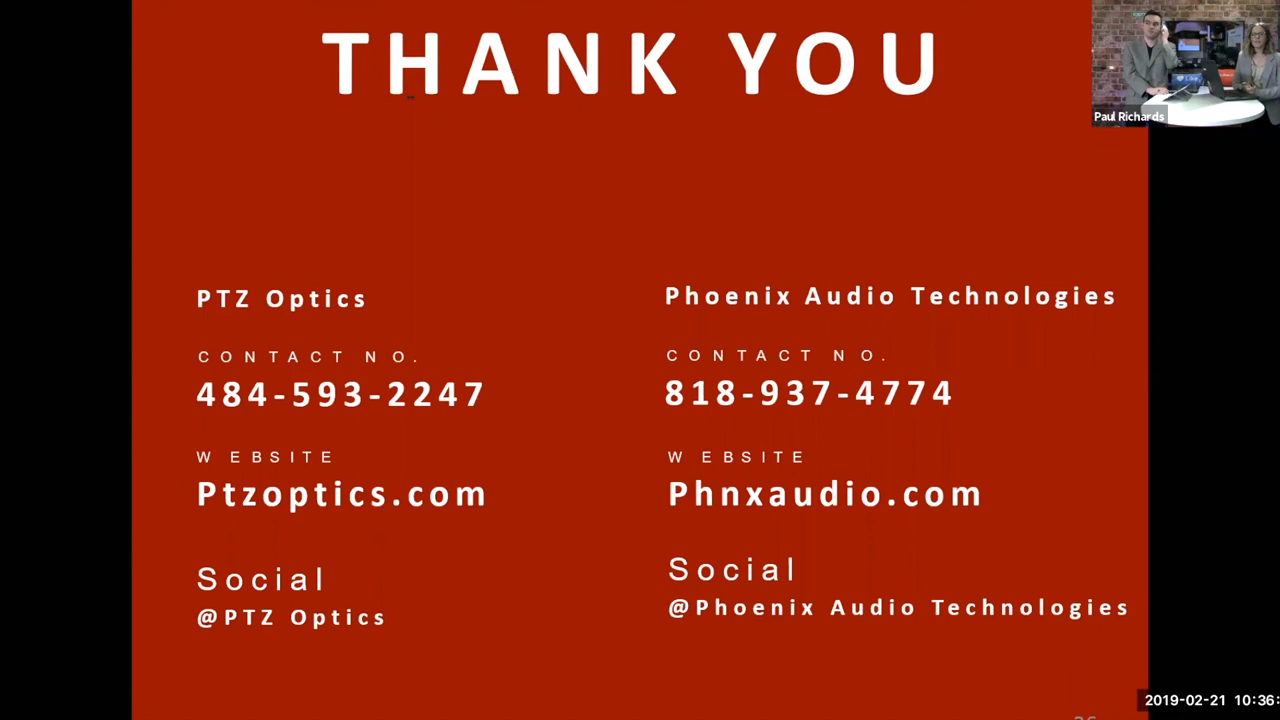 THANK YOU
Paul Richards
PTZ Optics
CONTACT NO.
484-593-2247
WEBSITE
Ptzoptics.com
Social
@PTZ Optics
Phoenix Audio Technologies
CONTACT NO.
818-937-4774
WEBSITE
Phnxaudio.com
Social
@Phoenix Audio Technologies
2019-02-21 10:36: